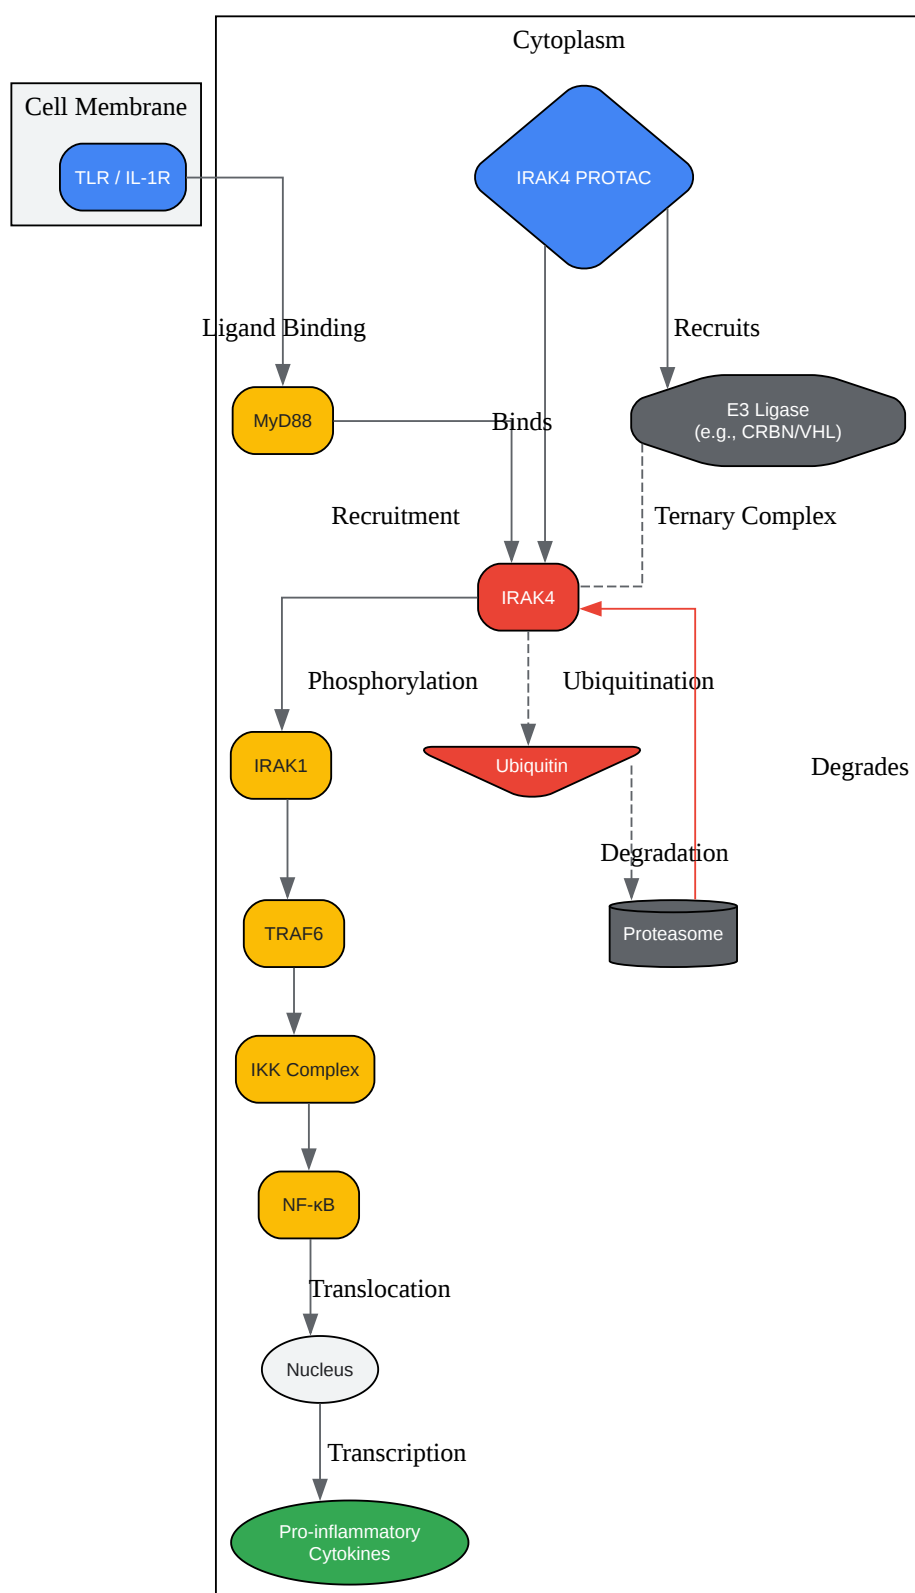 Cytoplasm
Cell Membrane
TLR / IL-1R
IRAK4 PROTAC
Ligand Binding
Recruits
MyD88
Binds
E3 Ligase
(e.g., CRBN/VHL)
Recruitment
Ternary Complex
IRAK4
Phosphorylation
Ubiquitination
IRAK1
Ubiquitin
Degrades
Degradation
TRAF6
Proteasome
IKK Complex
NF-κB
Translocation
Nucleus
Transcription
Pro-inflammatory
Cytokines